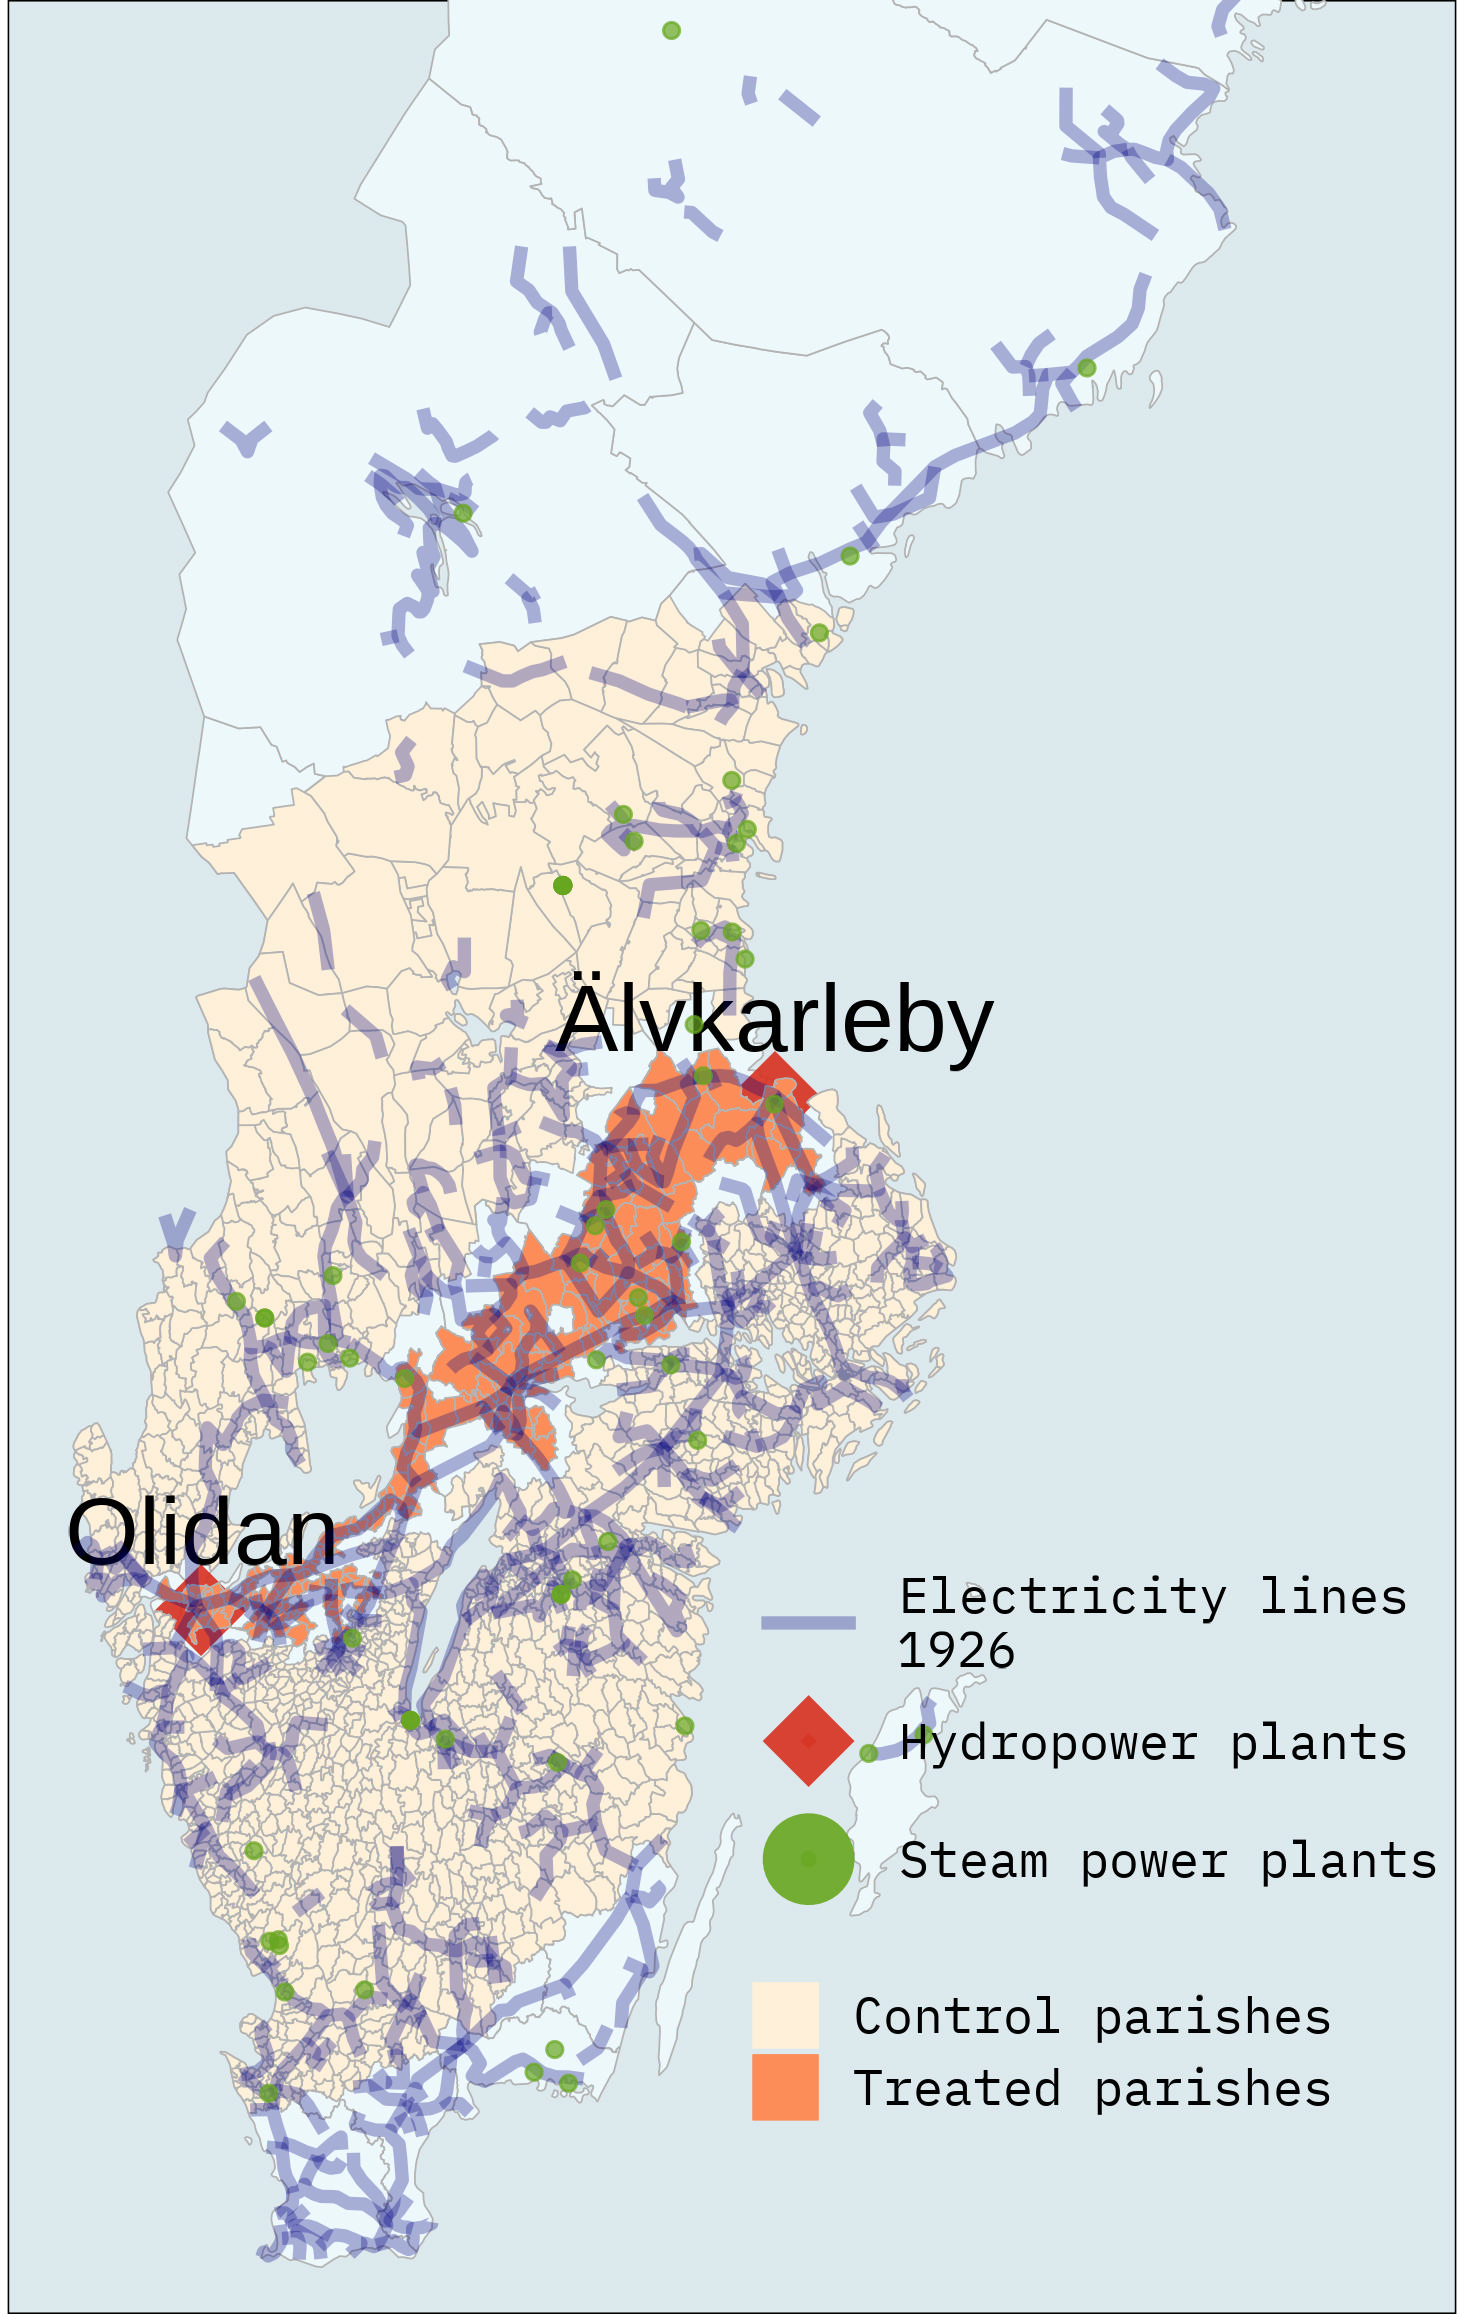 Älvkarleby
Olidan
Electricity lines
1926
Hydropower plants
Steam power plants
Control parishes
Treated parishes